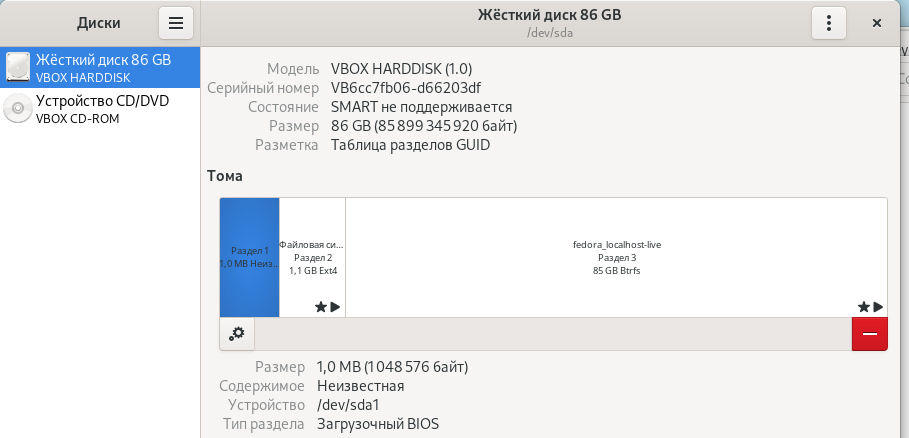 Диски
Жёсткий диск 86 GB
/dev/sda
Жёсткий диск 86 GB
VBOX HARDDISK
Устройство CD/DVD
VBOX CD-ROM
Модель VBOX HARDDISK (1.0)
Серийный номер VB6cc7fb06-d66203df
Состояние SMART не поддерживается
Размер 86 GB (85 899 345 920 байт)
Разметка Таблица разделов GUID
Тома
Раздел 1
1,0 MB Неиз...
Файловая си...
Раздел 2
1,1 GB Ext4
fedora_localhost-live
Раздел 3
85 GB Btrfs
Размер 1,0 MB (1 048 576 байт)
Содержимое Неизвестная
Устройство /dev/sda1
Тип раздела Загрузочный BIOS